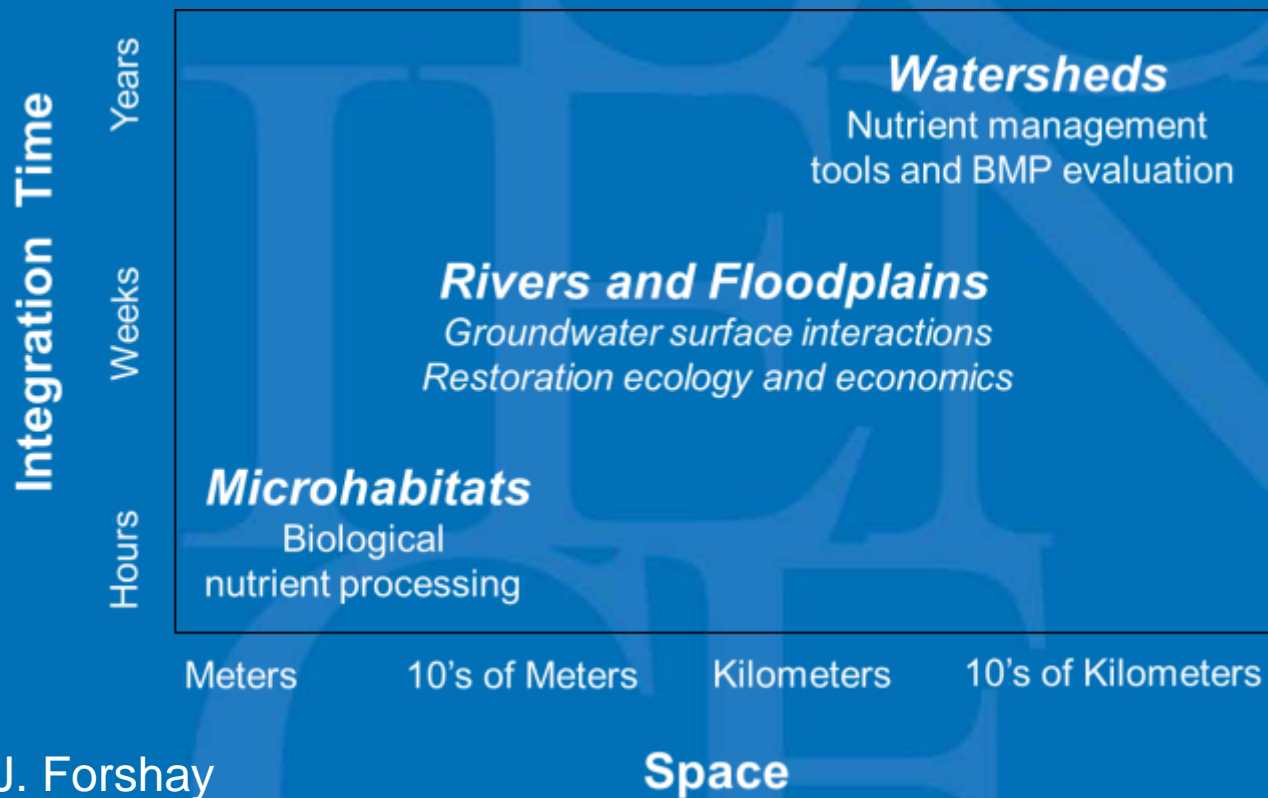 Integration Time
Years
Weeks
Hours
Watersheds
Nutrient management
tools and BMP evaluation
Rivers and Floodplains
Groundwater surface interactions
Restoration ecology and economics
Microhabitats
Biological
nutrient processing
Meters
10's of Meters
Kilometers
10's of Kilometers
J. Forshay
Space